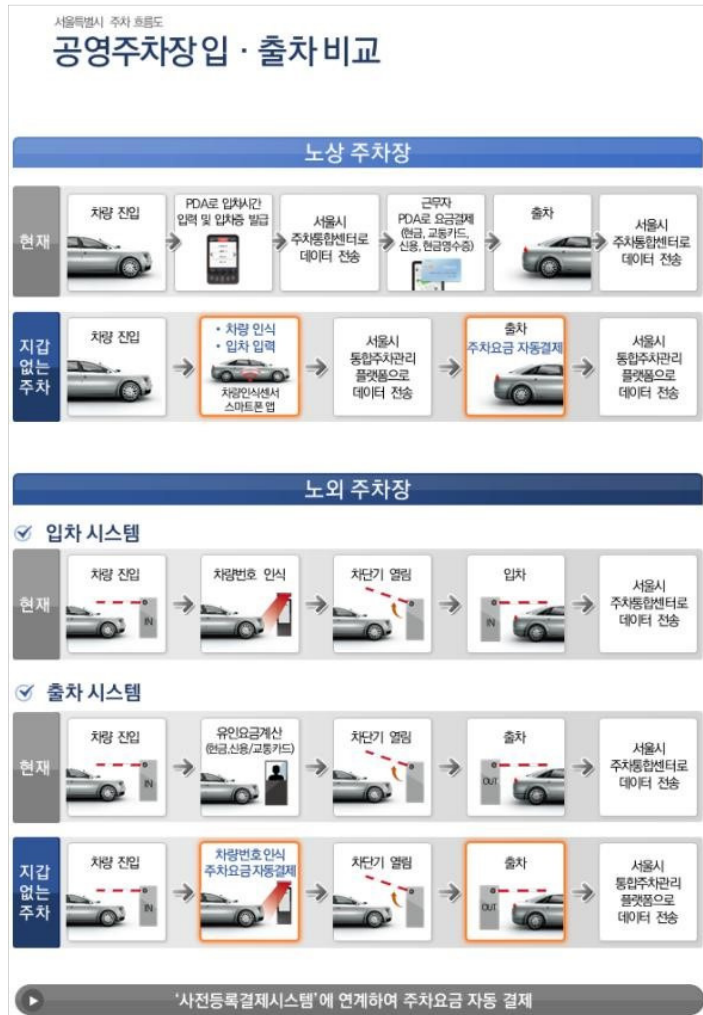 서울특별시 주차 흐름도
공영주차장 입 · 출차 비교
노상 주차장
현재
차량 진입
PDA로 입차시간
입력 및 입차증 발급
서울시
주차통합센터로
데이터 전송
근무자
PDA로 요금결제
(현금, 교통카드,
신용, 현금영수증)
출차
서울시
주차통합센터로
데이터 전송
지갑
없는
주차
차량 진입
• 차량 인식
• 입차 입력
차량인식센서
스마트폰 앱
서울시
통합주차관리
플랫폼으로
데이터 전송
출차
주차요금 자동결제
서울시
통합주차관리
플랫폼으로
데이터 전송
노외 주차장
입차 시스템
현재
차량 진입
IN
차량번호 인식
차단기 열림
입차
IN
서울시
주차통합센터로
데이터 전송
출차 시스템
현재
차량 진입
IN
유인요금계산
(현금,신용/교통카드)
차단기 열림
출차
OUT
서울시
주차통합센터로
데이터 전송
지갑
없는
주차
차량 진입
IN
차량번호 인식
주차요금 자동결제
차단기 열림
출차
OUT
서울시
통합주차관리
플랫폼으로
데이터 전송
'사전등록결제시스템'에 연계하여 주차요금 자동 결제